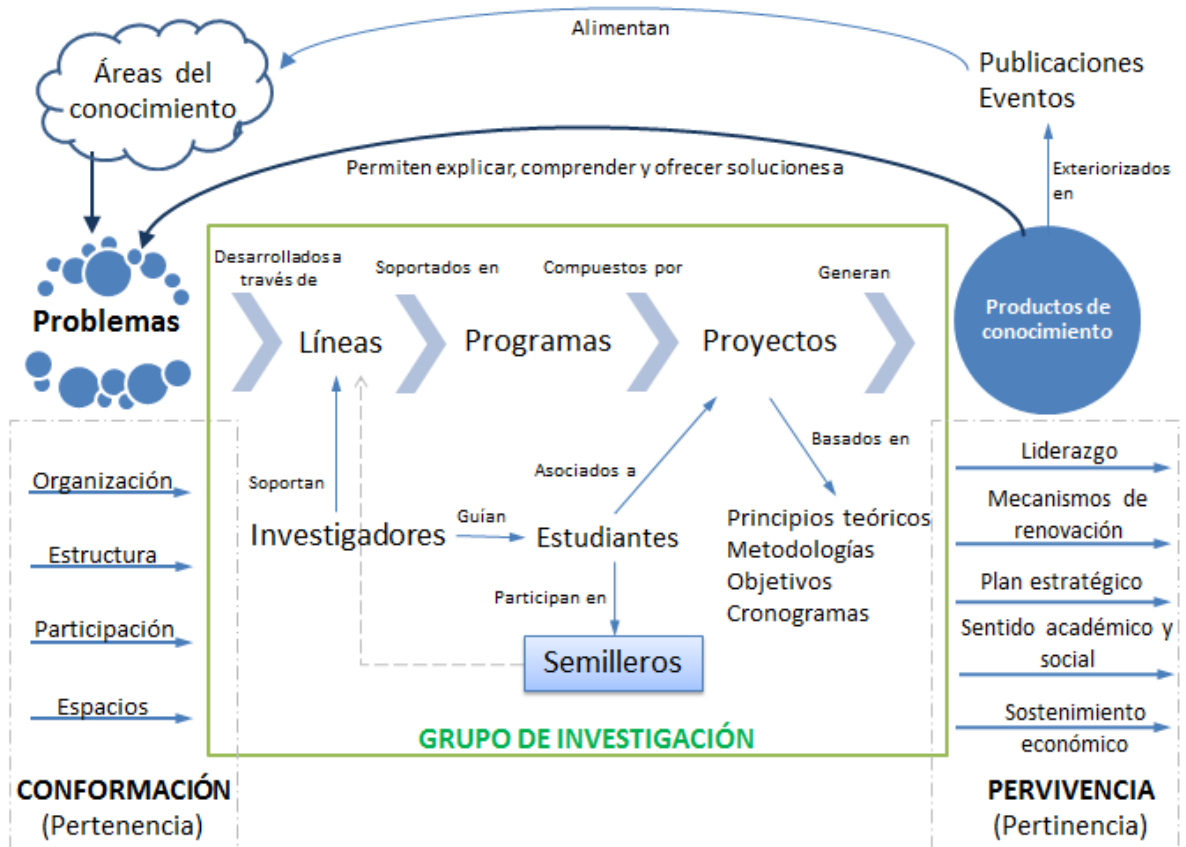 Alimentan
Áreas del
conocimiento
Publicaciones
Eventos
Permiten explicar, comprender y ofrecer soluciones a
Exteriorizados
en
Problemas
Desarrollados a
través de
Líneas
Soportados en
Programas
Compuestos por
Proyectos
Generan
Productos de
conocimiento
Soportan
Investigadores
Guían
Estudiantes
Asociados a
Participan en
Semilleros
Basados en
Principios teóricos
Metodologías
Objetivos
Cronogramas
GRUPO DE INVESTIGACIÓN
Organización
Estructura
Participación
Espacios
CONFORMACIÓN
(Pertenencia)
Liderazgo
Mecanismos de
renovación
Plan estratégico
Sentido académico y
social
Sostenimiento
económico
PERVIVENCIA
(Pertinencia)